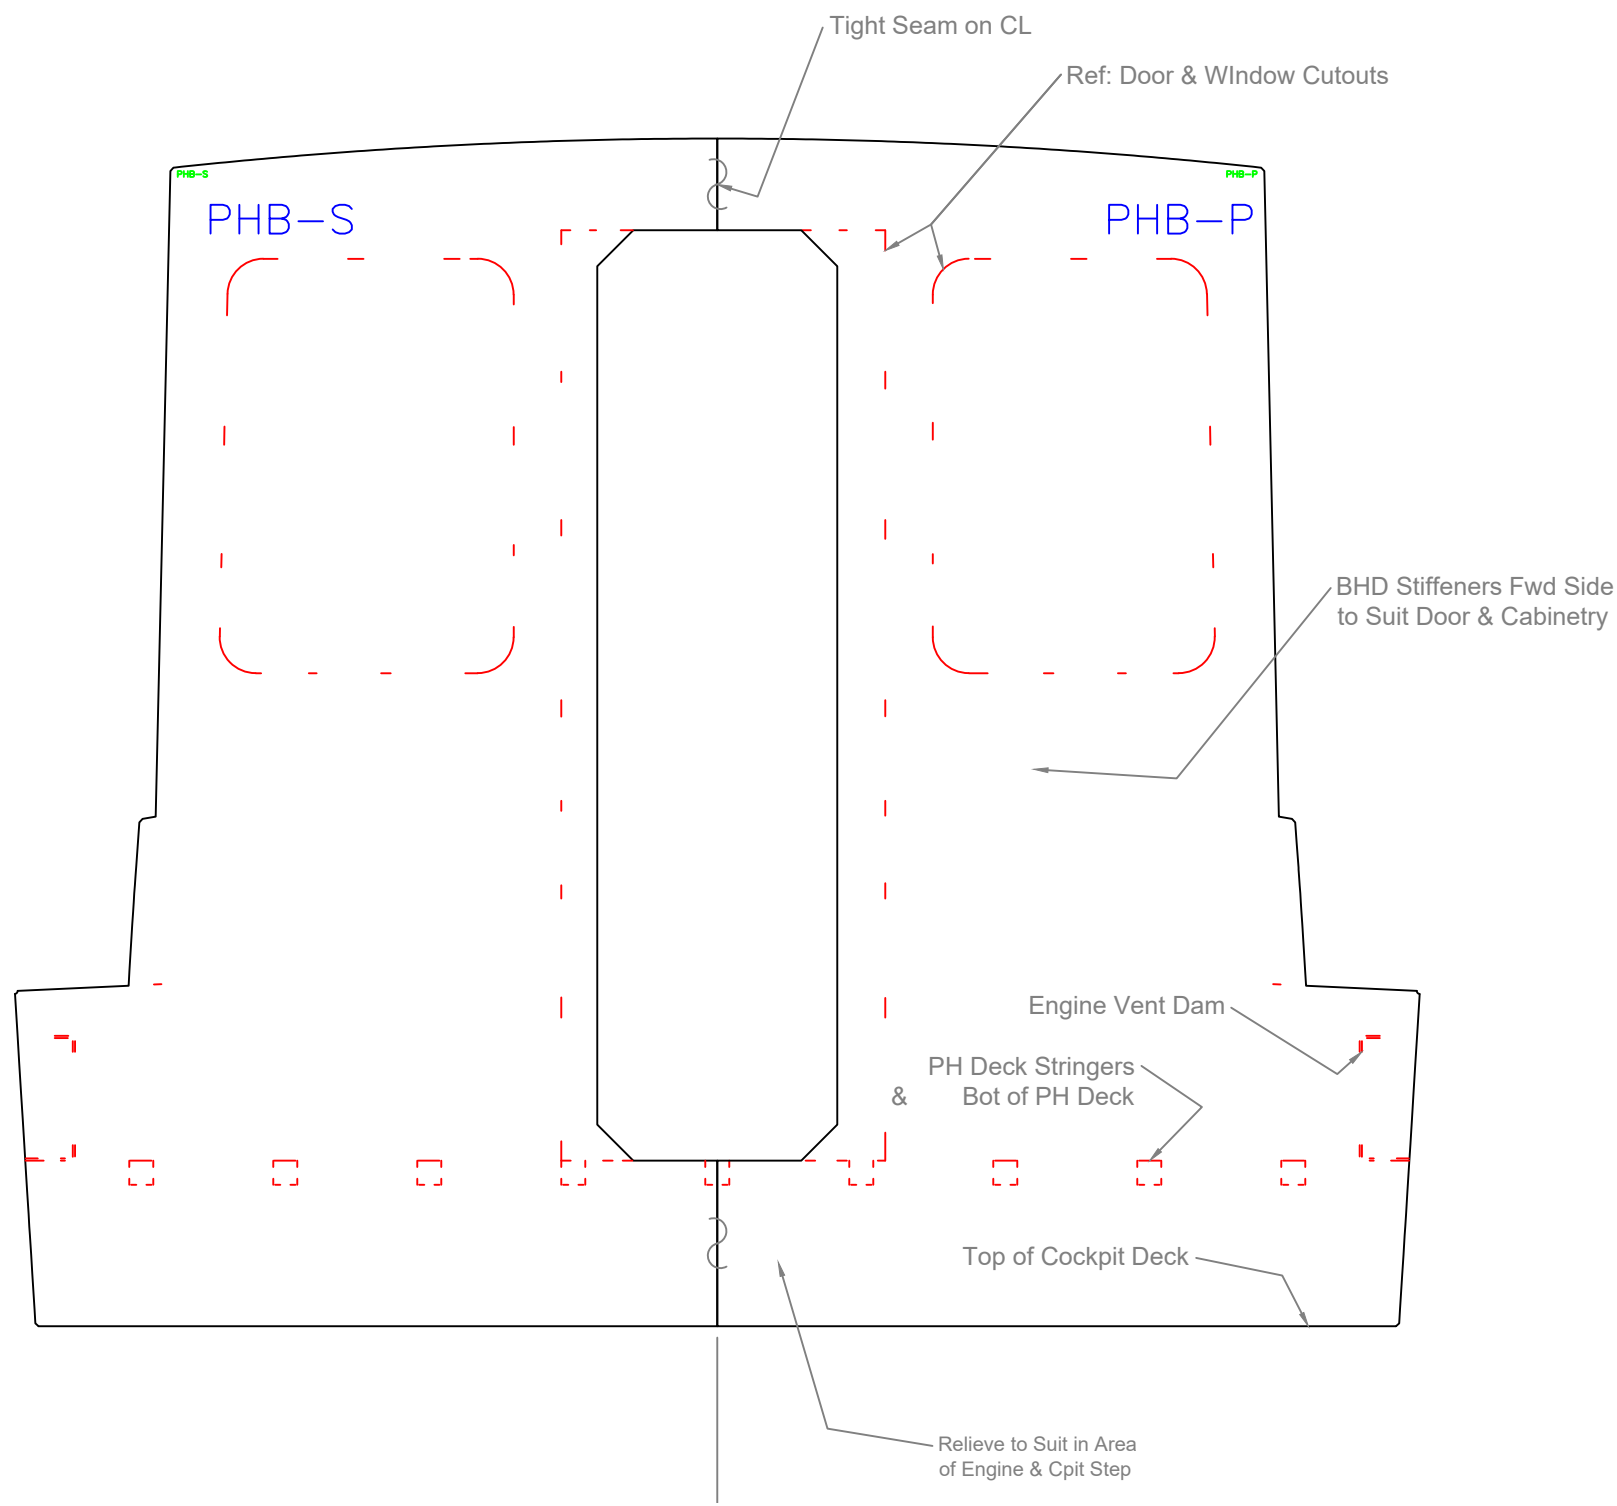 Tight Seam on CL
Ref: Door & WIndow Cutouts
PHB-S
PHB-P
PHB-S
PHB-P
BHD Stiffeners Fwd Side
to Suit Door & Cabinetry
Engine Vent Dam
PH Deck Stringers
& Bot of PH Deck
Top of Cockpit Deck
Relieve to Suit in Area
of Engine & Cpit Step